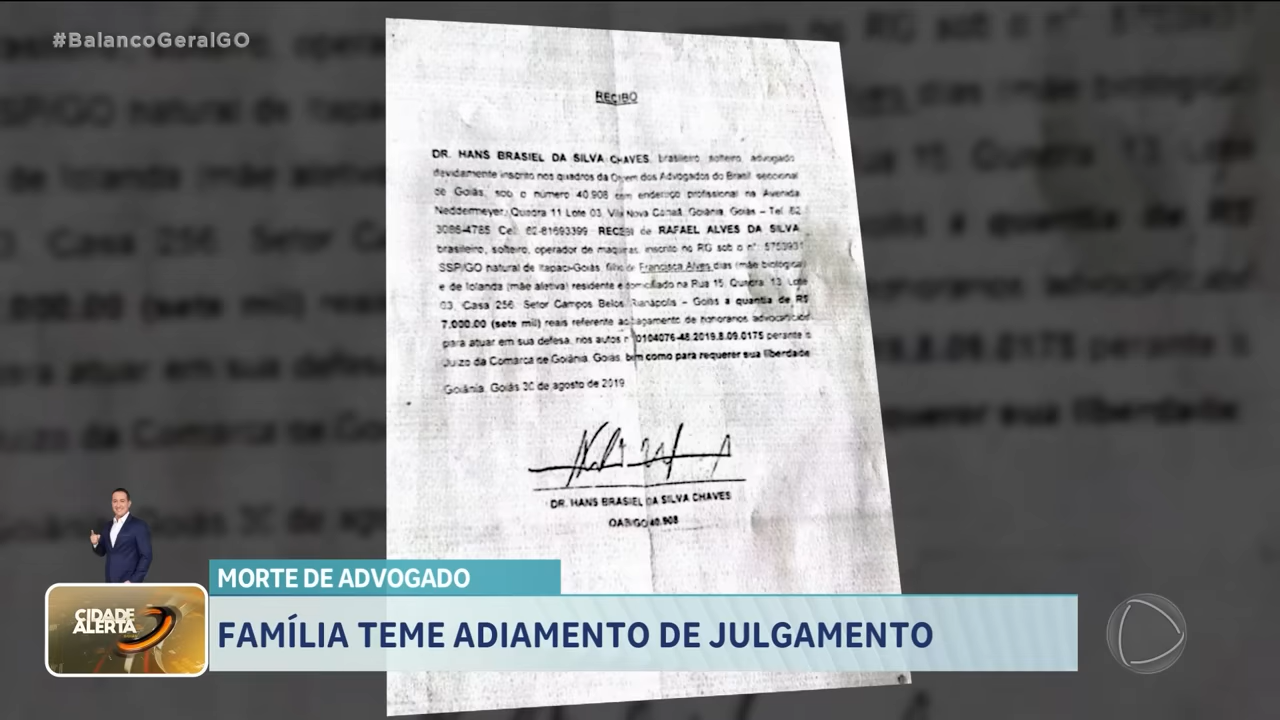 #BalancoGeralGO
RECIBO
DR. HANS BRASIEL DA SILVA CHAVES, brasileiro, solteiro, advogado
devidamente inscrito nos quadros da Ordem dos Advogados do Brasil, seccional
de Goiás, sob o número 40.908 com endereço profissional na Avenida
Neddermeyer, Quadra 11 Lote 03, Vila Nova Canaã, Goiânia, Goiás – Tel. 62
3086-4785 Cel. 62-81693399 RECEBI de RAFAEL ALVES DA SILVA
brasileiro, solteiro, operador de maquinas, inscrito no RG sob o n°. 5750931
SSP/GO natural de Itapaci-Goiás, filho de Francisca Alves dias (mãe biologica)
e de Iolanda (mãe afetiva) residente e domiciliado na Rua 15, Quadra 13, Lote
03, Casa 256, Setor Campos Belos, Rianápolis – Goiás a quantia de R$
7.000.00 (sete mil) reais referente ao pagamento de honorarios advocaticios
para atuar em sua defesa, nos autos n° 0104076-48.2019.8.09.0175 perante o
Juizo da Comarca de Goiânia, Goiás, bem como para requerer sua liberdade
Goiânia, Goiás 30 de agosto de 2019
DR. HANS BRASIEL DA SILVA CHAVES
OAB/GO 40.908
MORTE DE ADVOGADO
CIDADE
ALERTA
FAMÍLIA TEME ADIAMENTO DE JULGAMENTO